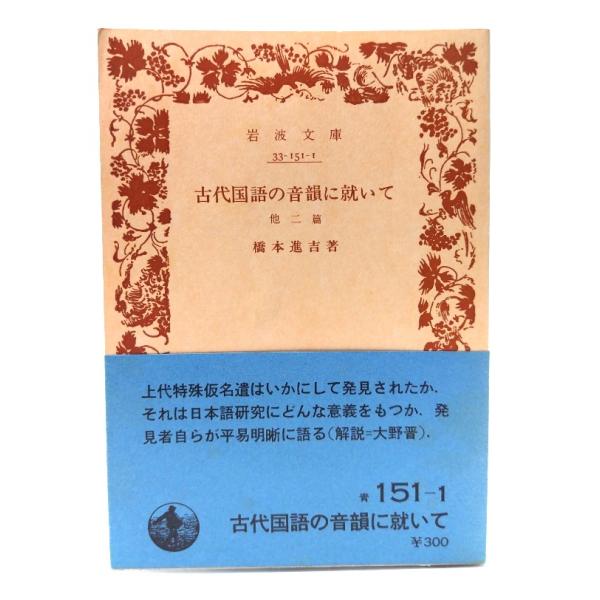 岩波文庫
33-151-1
古代国語の音韻に就いて
他二篇
橋本進吉著
上代特殊仮名遣はいかにして発見されたか、
それは日本語研究にどんな意義をもつか、発
見者自らが平易明晰に語る(解説=大野晋).
青 151-1
古代国語の音韻に就いて
¥300